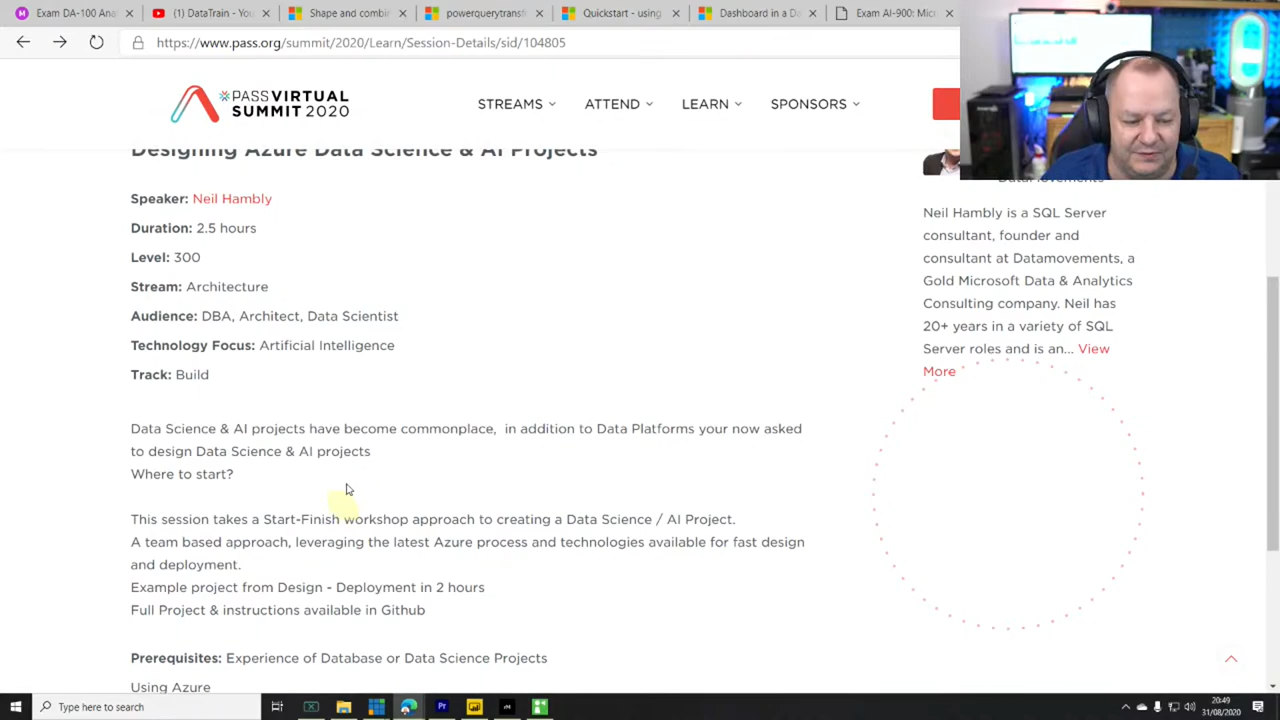 Exam DA-100 Ana
(1) DataTrain - You
Shape and combin
powerquerytransf
Quickstart - using
Dashboard in a D
Exam AI-900: Mic
https://www.pass.org/summit/2020/Learn/Session-Details/sid/104805
PASS VIRTUAL
SUMMIT 2020
STREAMS
ATTEND
LEARN
SPONSORS
Designing Azure Data Science & AI Projects
Speaker: Neil Hambly
Duration: 2.5 hours
Level: 300
Stream: Architecture
Audience: DBA, Architect, Data Scientist
Technology Focus: Artificial Intelligence
Track: Build
Data Science & AI projects have become commonplace, in addition to Data Platforms your now asked
to design Data Science & AI projects
Where to start?
This session takes a Start-Finish workshop approach to creating a Data Science / AI Project.
A team based approach, leveraging the latest Azure process and technologies available for fast design
and deployment.
Example project from Design - Deployment in 2 hours
Full Project & instructions available in Github
Prerequisites: Experience of Database or Data Science Projects
Using Azure
Neil Hambly is a SQL Server
consultant, founder and
consultant at Datamovements, a
Gold Microsoft Data & Analytics
Consulting company. Neil has
20+ years in a variety of SQL
Server roles and is an... View
More
Type here to search
20:49
31/08/2020